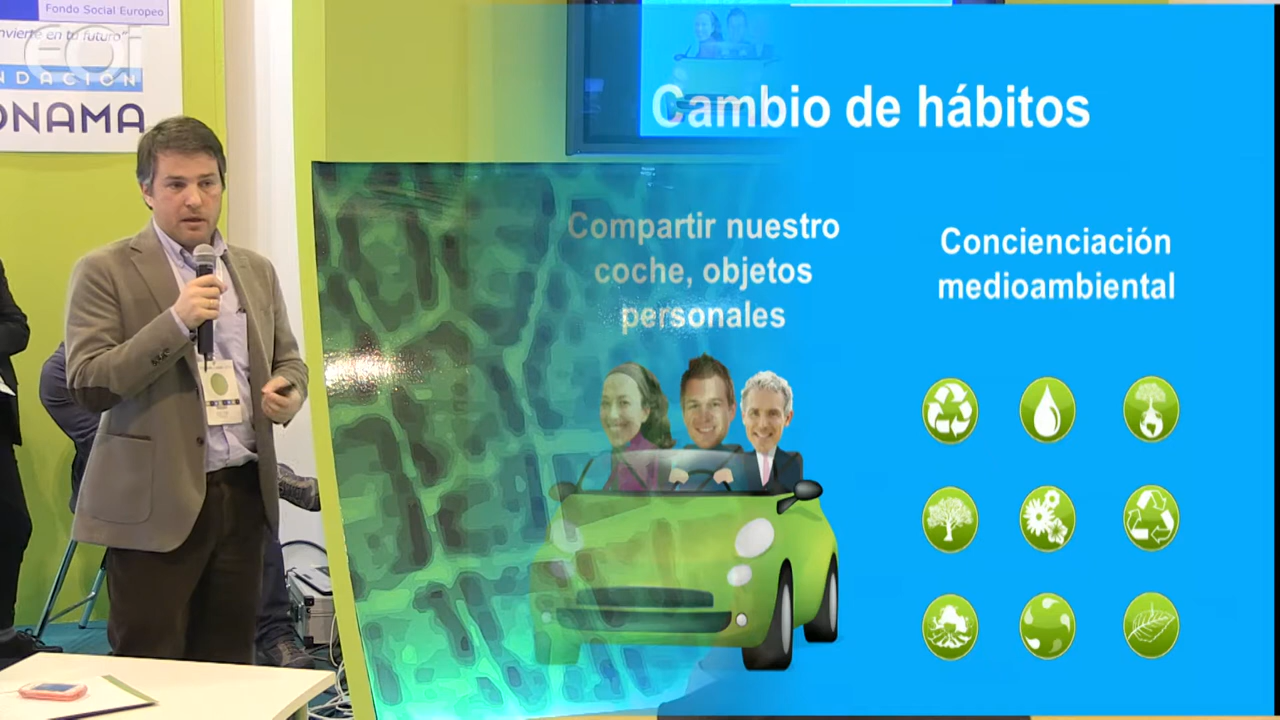 Fondo Social Europeo
nvierte en tu futuro"
EOI
NDACIÓN
ONAMA
Cambio de hábitos
Compartir nuestro
coche, objetos
personales
Concienciación
medioambiental